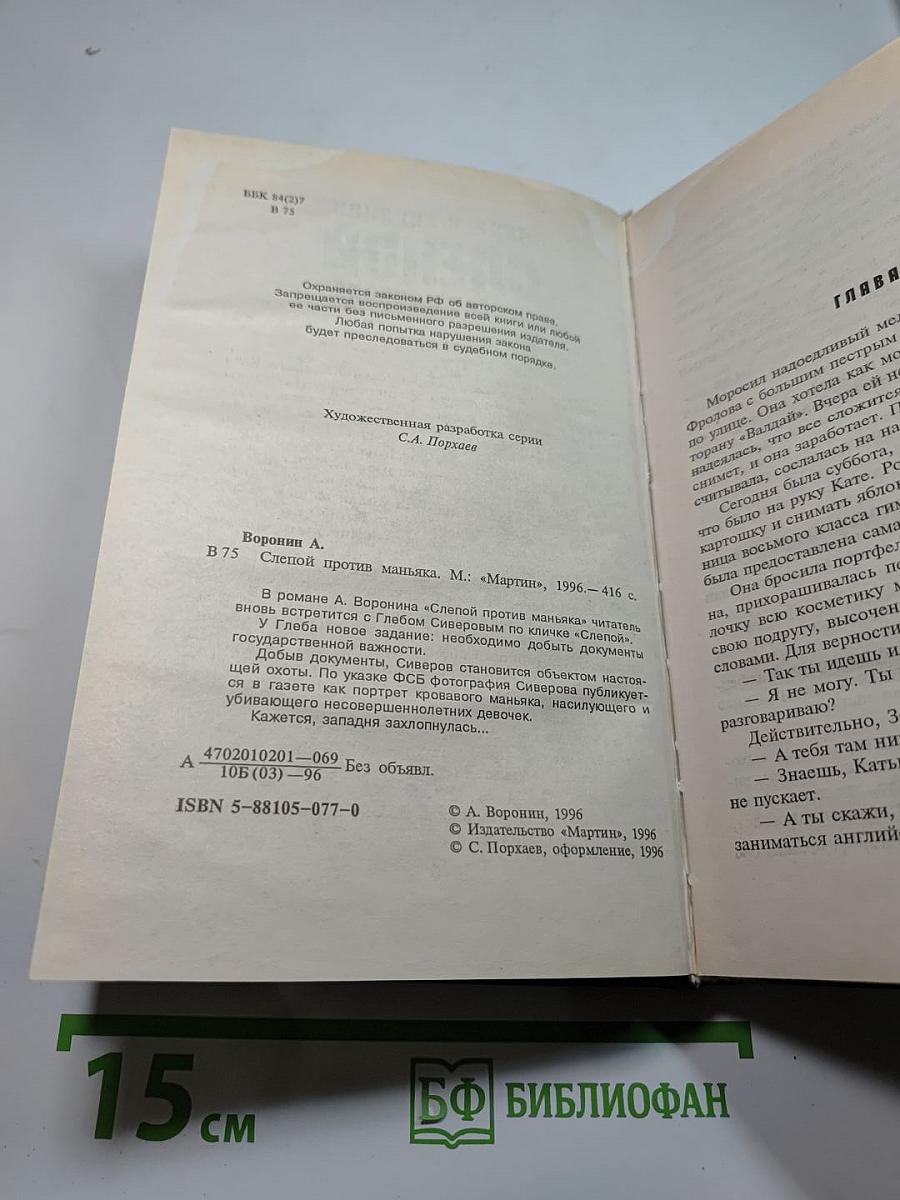 ББК 84(2)7
В 75
Охраняется законом РФ об авторском праве.
Запрещается воспроизведение всей книги или любой
ее части без письменного разрешения издателя.
Любая попытка нарушения закона
будет преследоваться в судебном порядке.
Художественная разработка серии
С.А. Порхаев
Воронин А.
В 75 Слепой против маньяка. М.: «Мартин», 1996.— 416 с.
В романе А. Воронина «Слепой против маньяка» читатель
вновь встретится с Глебом Сиверовым по кличке «Слепой».
У Глеба новое задание: необходимо добыть документы
государственной важности.
Добыв документы, Сиверов становится объектом настоя-
щей охоты. По указке ФСБ фотография Сиверова публикует-
ся в газете как портрет кровавого маньяка, насилующего и
убивающего несовершеннолетних девочек.
Кажется, западня захлопнулась...
А 4702010201—069 Без объявл.
10Б(03)—96
ISBN 5–88105–077–0
© А. Воронин, 1996
© Издательство «Мартин», 1996
© С. Порхаев, оформление, 1996
ГЛАВА
Моросил надоедливый
Фролова с большим пестрым
по улице. Она хотела как
торану «Валдай». Вчера ей
надеялась, что все сложится
снимет, и она заработает.
считывала, сослалась на
Сегодня была суббота,
что было на руку Кате.
картошку и снимать
ница восьмого класса
была предоставлена
Она бросила
на, прихорашивалась
лочку всю косметику
свою подругу,
словами. Для верности
— Так ты идешь
— Я не могу. Ты
разговариваю?
Действительно,
— А тебя там
— Знаешь,
не пускает.
— А ты скажи,
заниматься
15 см
БФ БИБЛИОФАН